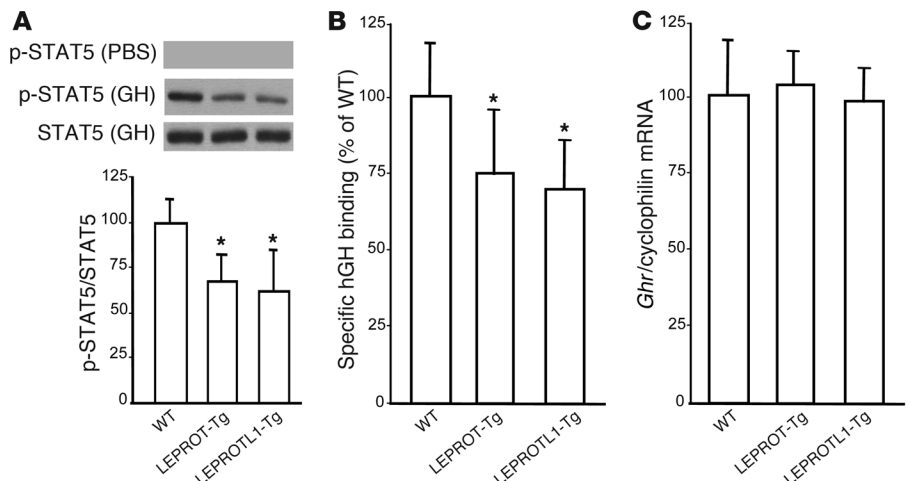 A
p-STAT5 (PBS)
p-STAT5 (GH)
STAT5 (GH)
p-STAT5/STAT5
125
100
75
50
25
0
*
*
WT
LEPROT-Tg
LEPROTL1-Tg
B
Specific hGH binding (% of WT)
125
100
75
50
25
0
*
*
WT
LEPROT-Tg
LEPROTL1-Tg
C
Ghr/cyclophilin mRNA
125
100
75
50
25
0
WT
LEPROT-Tg
LEPROTL1-Tg